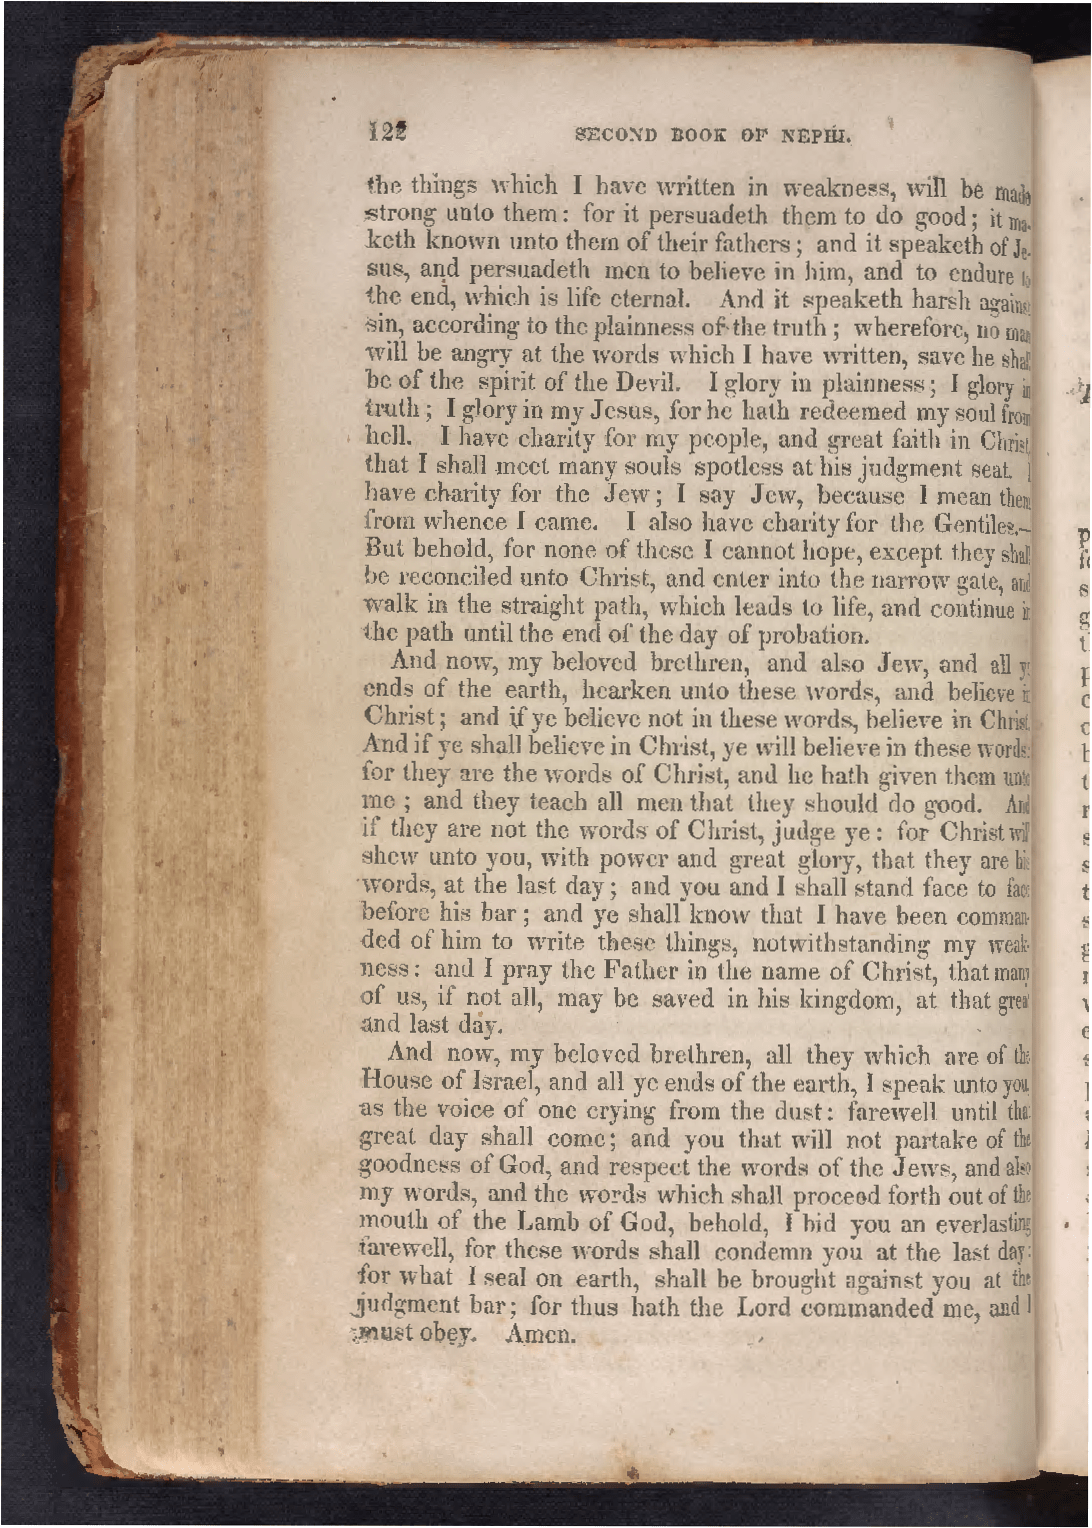 122 SECOND BOOK OF NEPHI.
the things which I have written in weakness, will be made
strong unto them: for it persuadeth them to do good; it ma-
keth known unto them of their fathers; and it speaketh of Je-
sus, and persuadeth men to believe in him, and to endure to
the end, which is life eternal. And it speaketh harsh against
sin, according to the plainness of the truth; wherefore, no man
will be angry at the words which I have written, save he shall
be of the spirit of the Devil. I glory in plainness; I glory in
truth; I glory in my Jesus, for he hath redeemed my soul from
hell. I have charity for my people, and great faith in Christ,
that I shall meet many souls spotless at his judgment seat. I
have charity for the Jew; I say Jew, because I mean them
from whence I came. I also have charity for the Gentiles.—
But behold, for none of these I cannot hope, except they shall
be reconciled unto Christ, and enter into the narrow gate, and
walk in the straight path, which leads to life, and continue in
the path until the end of the day of probation.
And now, my beloved brethren, and also Jew, and all ye
ends of the earth, hearken unto these words, and believe in
Christ; and if ye believe not in these words, believe in Christ.
And if ye shall believe in Christ, ye will believe in these words:
for they are the words of Christ, and he hath given them unto
me; and they teach all men that they should do good. And
if they are not the words of Christ, judge ye: for Christ will
shew unto you, with power and great glory, that they are his
words, at the last day; and you and I shall stand face to face
before his bar; and ye shall know that I have been comman-
ded of him to write these things, notwithstanding my weak-
ness: and I pray the Father in the name of Christ, that many
of us, if not all, may be saved in his kingdom, at that great
and last day.
And now, my beloved brethren, all they which are of the
House of Israel, and all ye ends of the earth, I speak unto you,
as the voice of one crying from the dust: farewell until that
great day shall come; and you that will not partake of the
goodness of God, and respect the words of the Jews, and also
my words, and the words which shall proceed forth out of the
mouth of the Lamb of God, behold, I bid you an everlasting
farewell, for these words shall condemn you at the last day:
for what I seal on earth, shall be brought against you at the
judgment bar; for thus hath the Lord commanded me, and I
must obey. Amen.